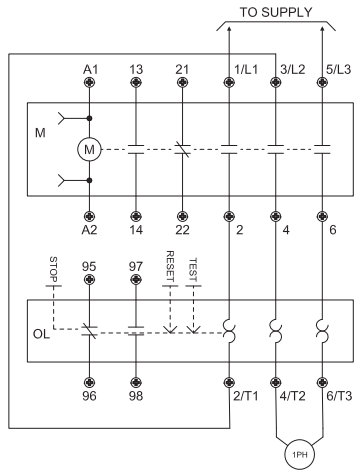 TO SUPPLY
A1 13 21 1/L1 3/L2 5/L3
M
M
A2 14 22 2 4 6
STOP 95 97 RESET TEST
OL
96 98 2/T1 4/T2 6/T3
1PH